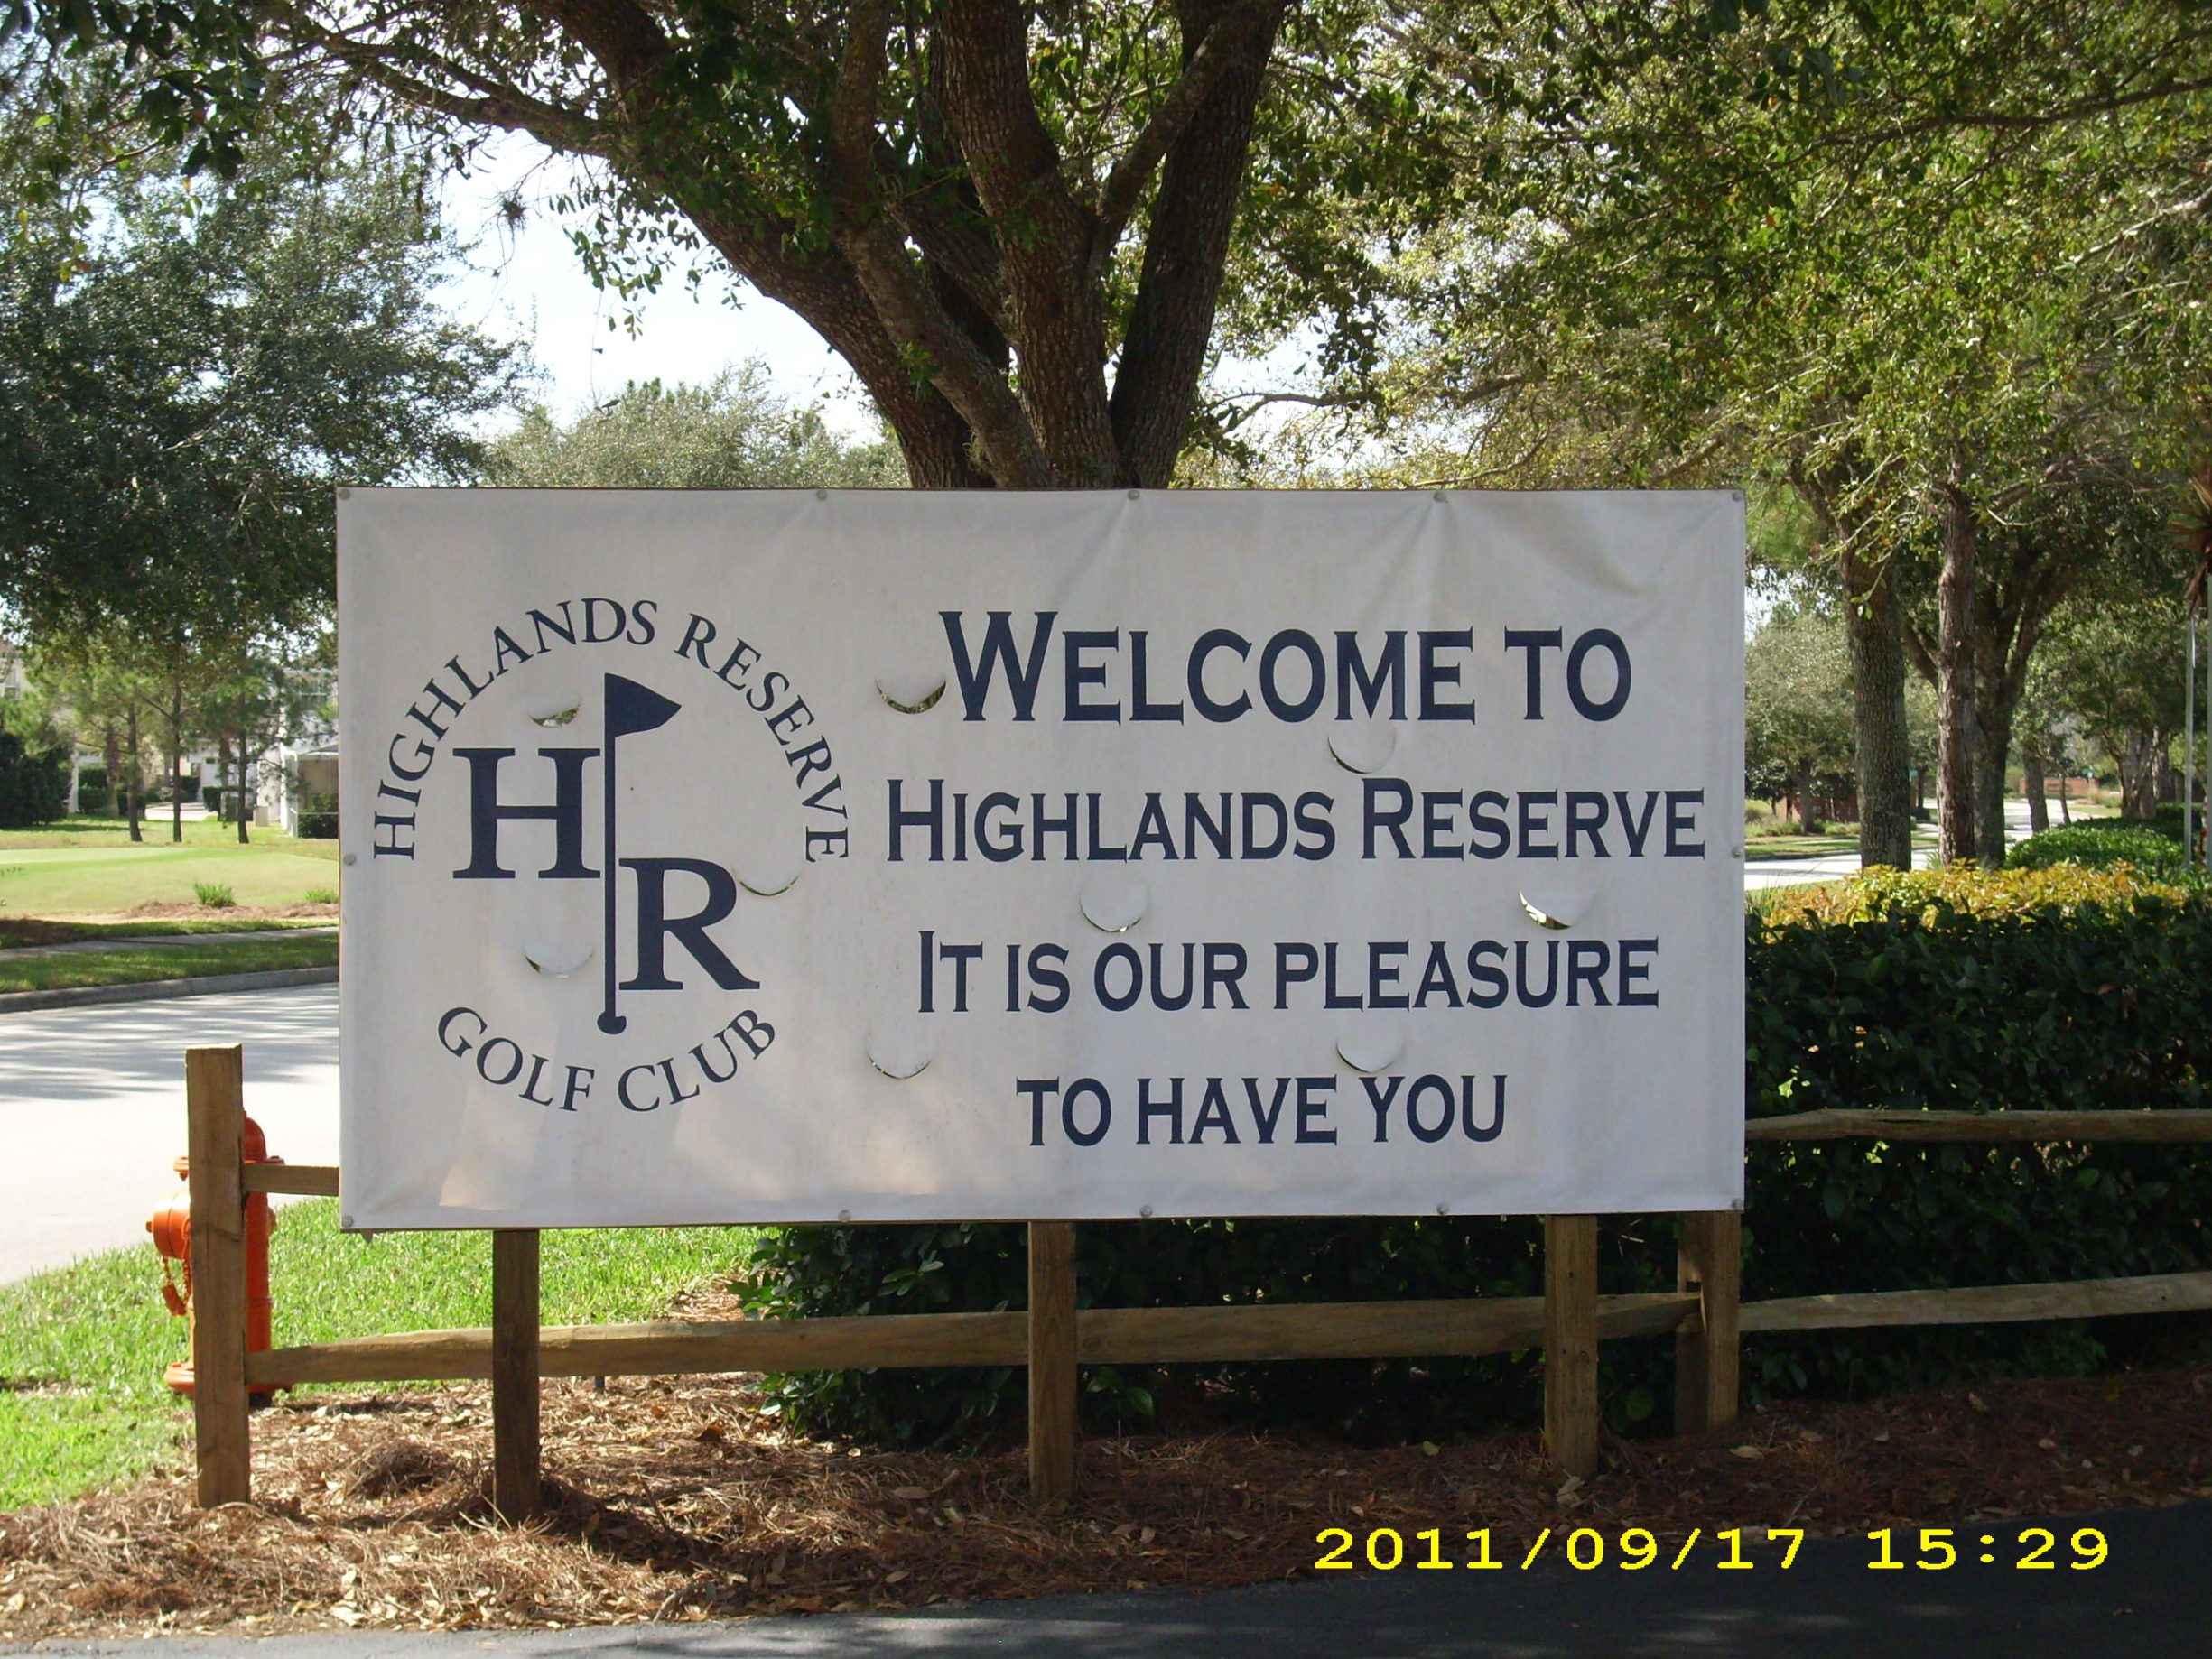 HIGHLANDS RESERVE
H
R
GOLF CLUB
WELCOME TO
HIGHLANDS RESERVE
IT IS OUR PLEASURE
TO HAVE YOU
2011/09/17 15:29